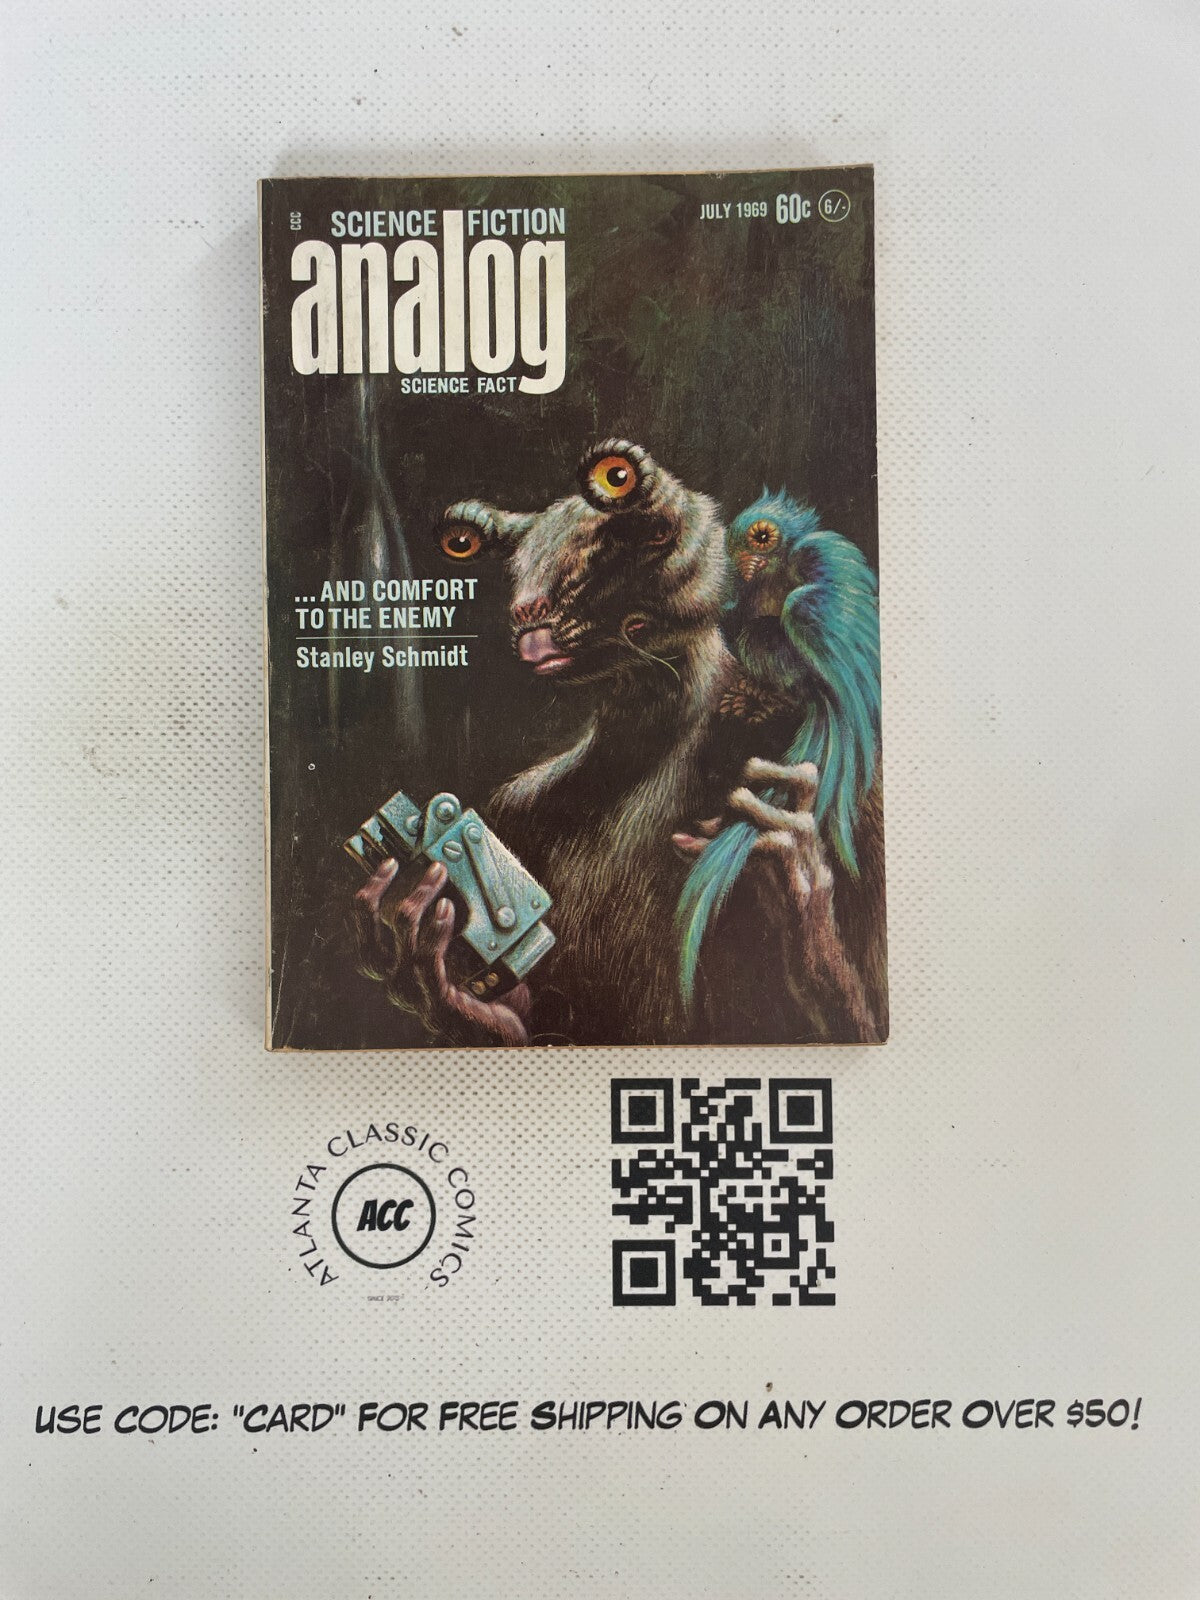 CCC
SCIENCE FICTION
analog
SCIENCE FACT
JULY 1969 60c 6/-
...AND COMFORT
TO THE ENEMY
Stanley Schmidt
ATLANTA CLASSIC COMICS
ACC
USE CODE: "CARD" FOR FREE SHIPPING ON ANY ORDER OVER $50!